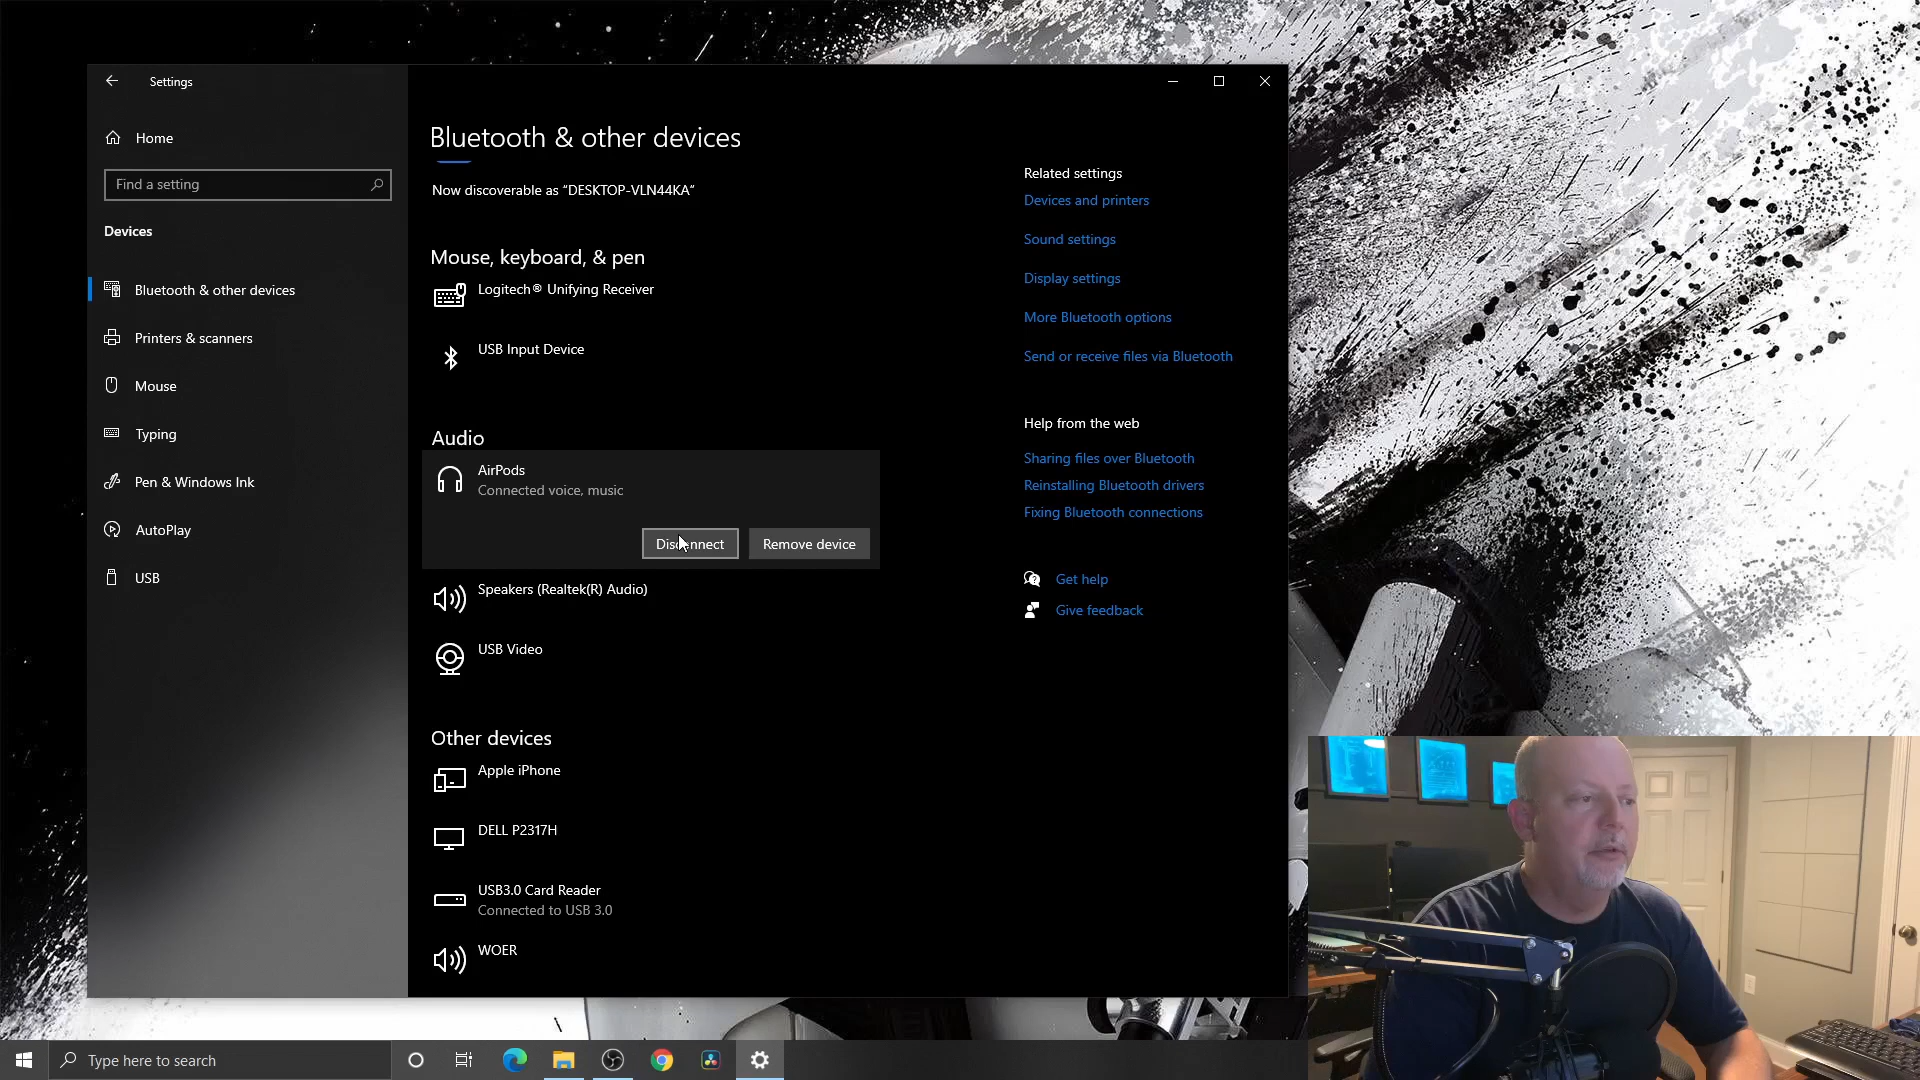 Settings
Home
Find a setting
Devices
Bluetooth & other devices
Printers & scanners
Mouse
Typing
Pen & Windows Ink
AutoPlay
USB
Bluetooth & other devices
Now discoverable as “DESKTOP-VLN44KA”
Mouse, keyboard, & pen
Logitech® Unifying Receiver
USB Input Device
Audio
AirPods
Connected voice, music
Disconnect
Remove device
Speakers (Realtek(R) Audio)
USB Video
Other devices
Apple iPhone
DELL P2317H
USB3.0 Card Reader
Connected to USB 3.0
WOER
Related settings
Devices and printers
Sound settings
Display settings
More Bluetooth options
Send or receive files via Bluetooth
Help from the web
Sharing files over Bluetooth
Reinstalling Bluetooth drivers
Fixing Bluetooth connections
Get help
Give feedback
Type here to search